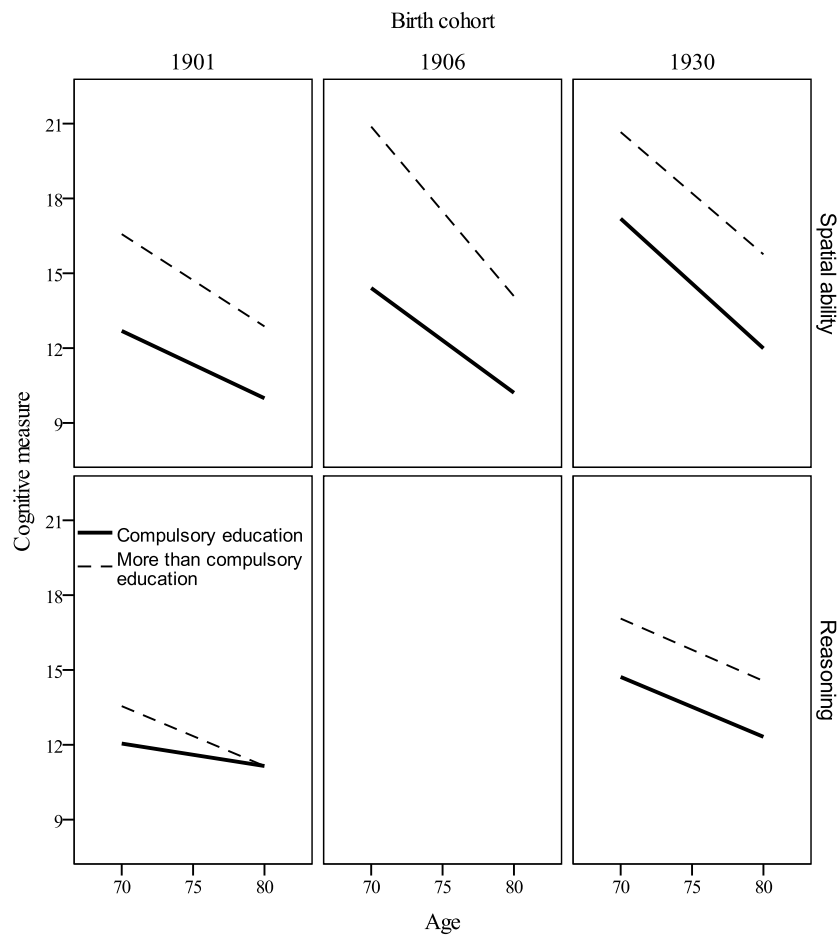 Birth cohort
1901 1906 1930
21
18
15
12
9
Spatial ability
Cognitive measure
21
18
15
12
9
Compulsory education
More than compulsory
education
Reasoning
70 75 80 70 75 80 70 75 80
Age